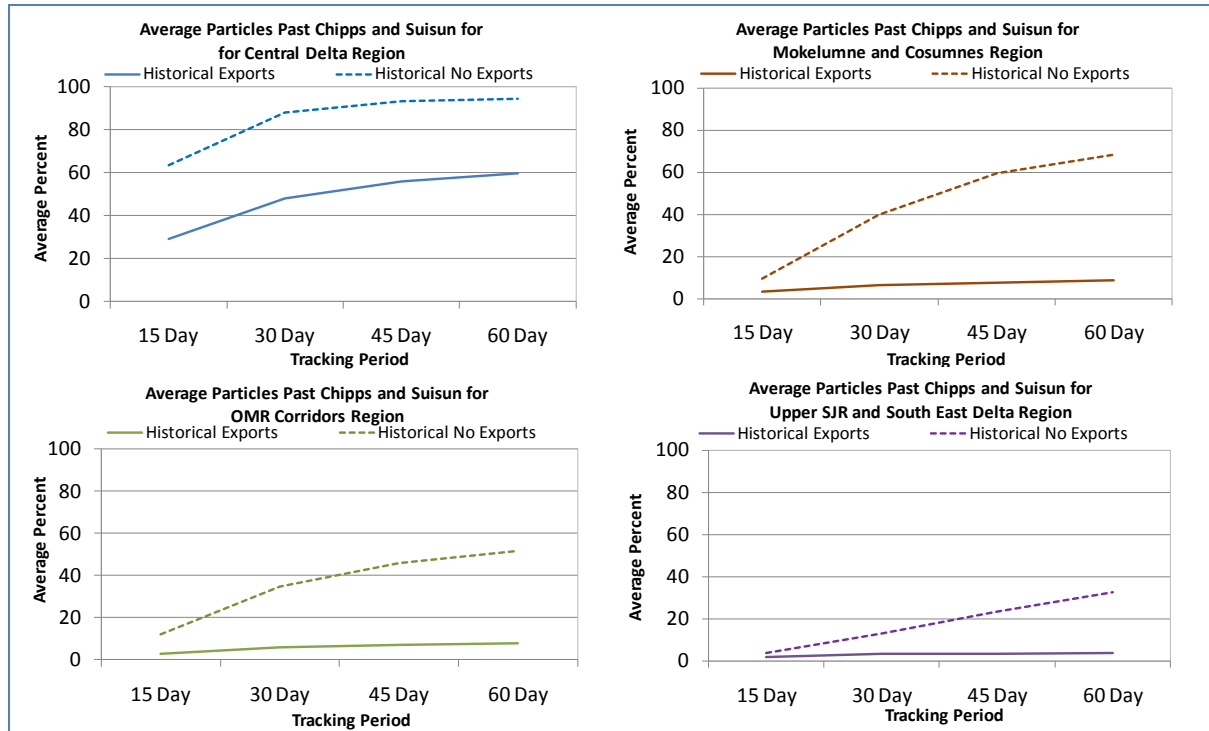 Average Particles Past Chipps and Suisun for
for Central Delta Region
Historical Exports
Historical No Exports
100
80
60
40
20
0
Average Percent
15 Day
30 Day
45 Day
60 Day
Tracking Period
Average Particles Past Chipps and Suisun for
Mokelumne and Cosumnes Region
Historical Exports
Historical No Exports
100
80
60
40
20
0
Average Percent
15 Day
30 Day
45 Day
60 Day
Tracking Period
Average Particles Past Chipps and Suisun for
OMR Corridors Region
Historical Exports
Historical No Exports
100
80
60
40
20
0
Average Percent
15 Day
30 Day
45 Day
60 Day
Tracking Period
Average Particles Past Chipps and Suisun for
Upper SJR and South East Delta Region
Historical Exports
Historical No Exports
100
80
60
40
20
0
Average Percent
15 Day
30 Day
45 Day
60 Day
Tracking Period